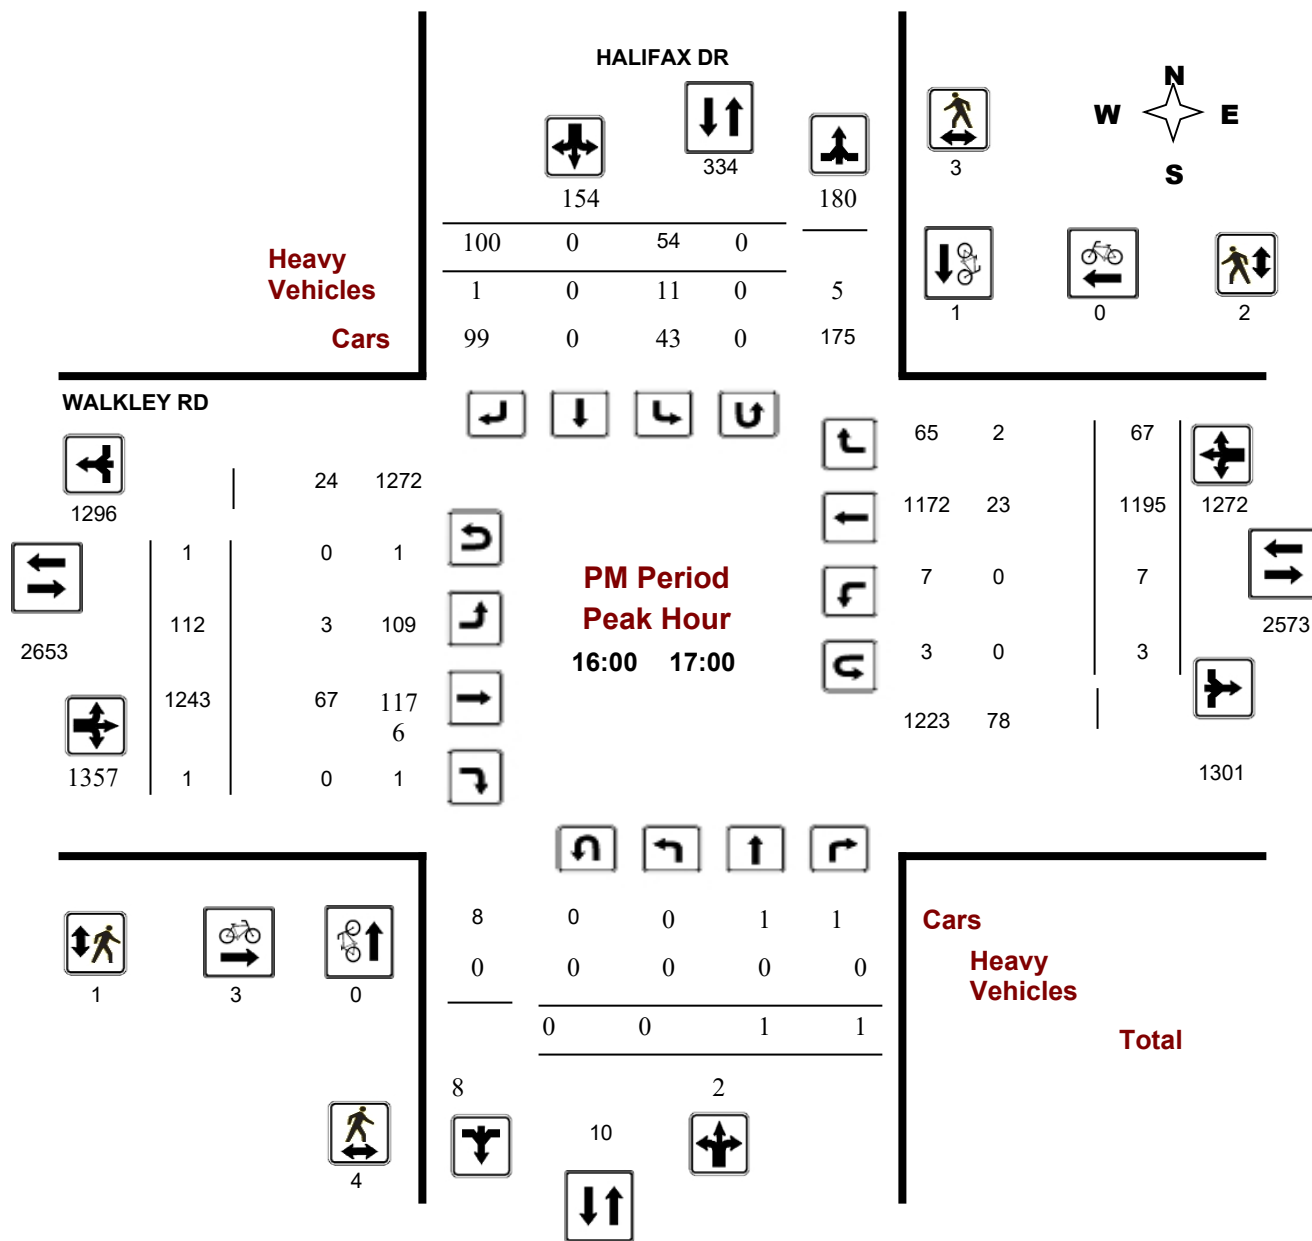 HALIFAX DR
N
W E
S
334
3
154 180
100 0 54 0
Heavy
Vehicles
1 0 11 0 5
1 0 2
Cars
99 0 43 0 175
WALKLEY RD
65 2 67
24 1272
1296
1172 23 1195 1272
1 0 1
PM Period
7 0 7
Peak Hour
112 3 109
2573
2653
16:00 17:00
3 0 3
1243 67 117
6
1223 78
1357 1 0 1
1301
8 0 0 1 1
Cars
0 0 0 0 0
Heavy
Vehicles
1 3 0
0 0 1 1
Total
8 2
10
4